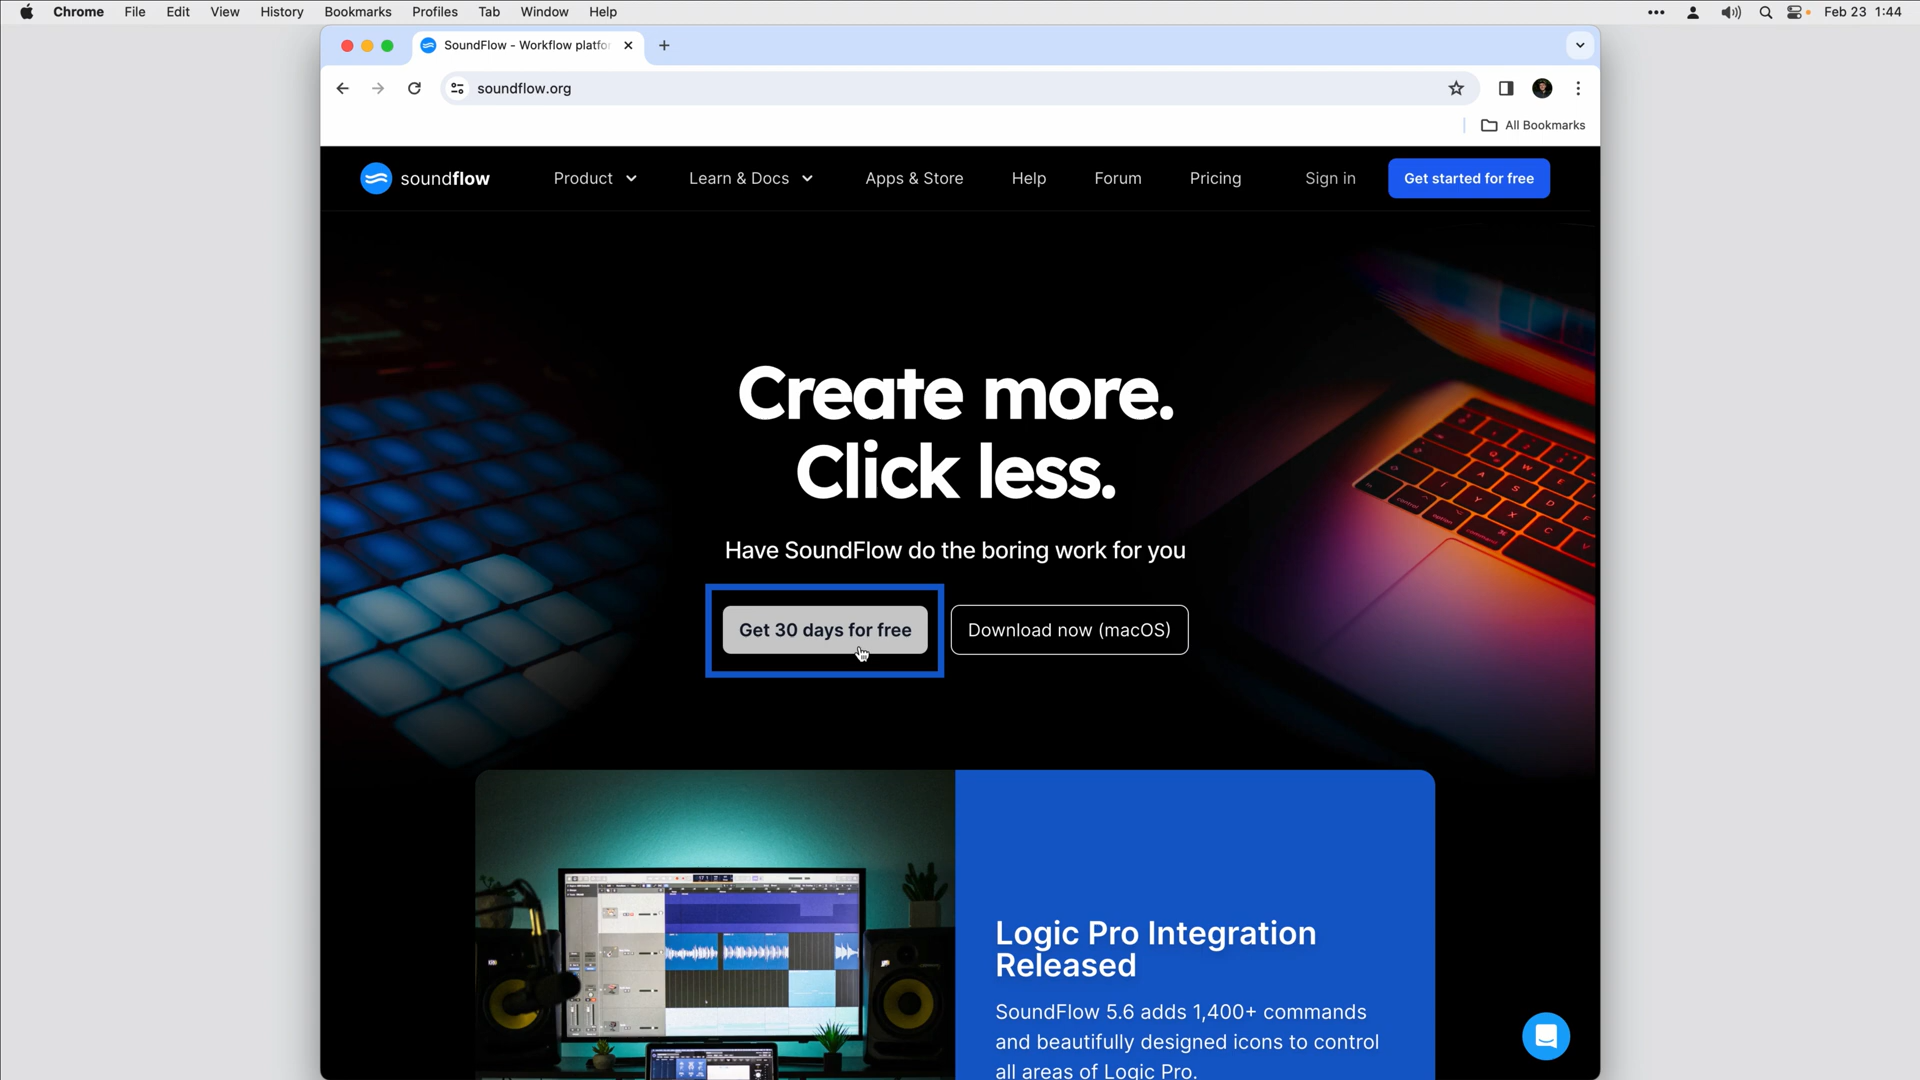 Chrome File Edit View History Bookmarks Profiles Tab Window Help Feb 23 1:44
SoundFlow - Workflow platfo
soundflow.org
All Bookmarks
soundflow Product Learn & Docs Apps & Store Help Forum Pricing Sign in Get started for free
Create more.
Click less.
Have SoundFlow do the boring work for you
Get 30 days for free Download now (macOS)
Logic Pro Integration
Released
SoundFlow 5.6 adds 1,400+ commands
and beautifully designed icons to control
all areas of Logic Pro.